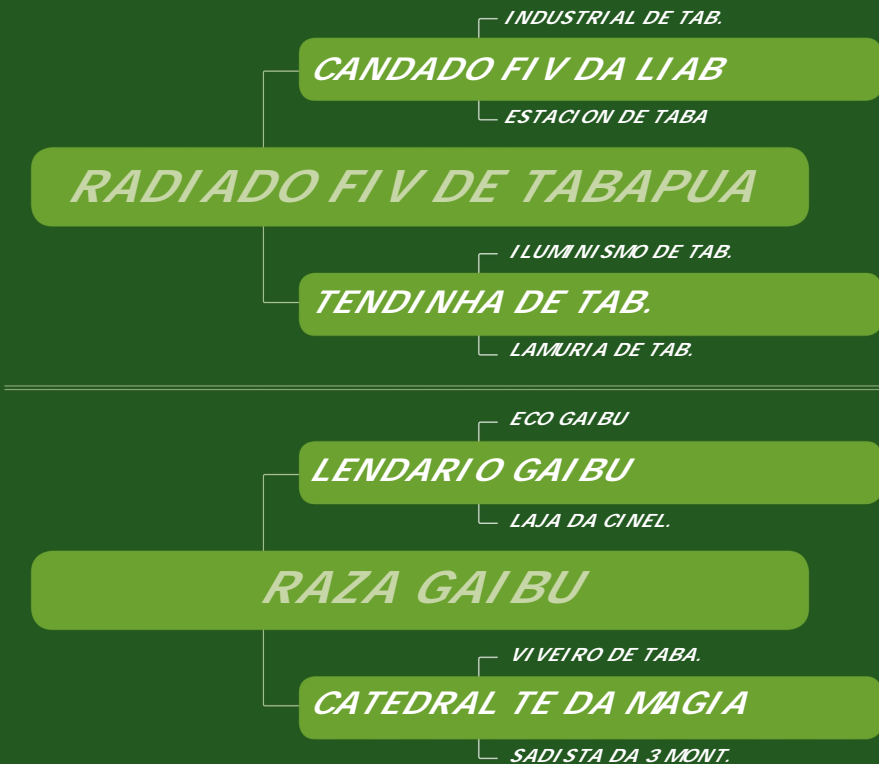 INDUSTRIAL DE TAB.
CANDADO FIV DA LIAB
ESTACION DE TABA
RADIADO FIV DE TABAPUA
ILUMINISMO DE TAB.
TENDINHA DE TAB.
LAMURIA DE TAB.
ECO GAIBU
LENDARIO GAIBU
LAJA DA CINEL.
RAZA GAIBU
VIVEIRO DE TABA.
CATEDRAL TE DA MAGIA
SADISTA DA 3 MONT.